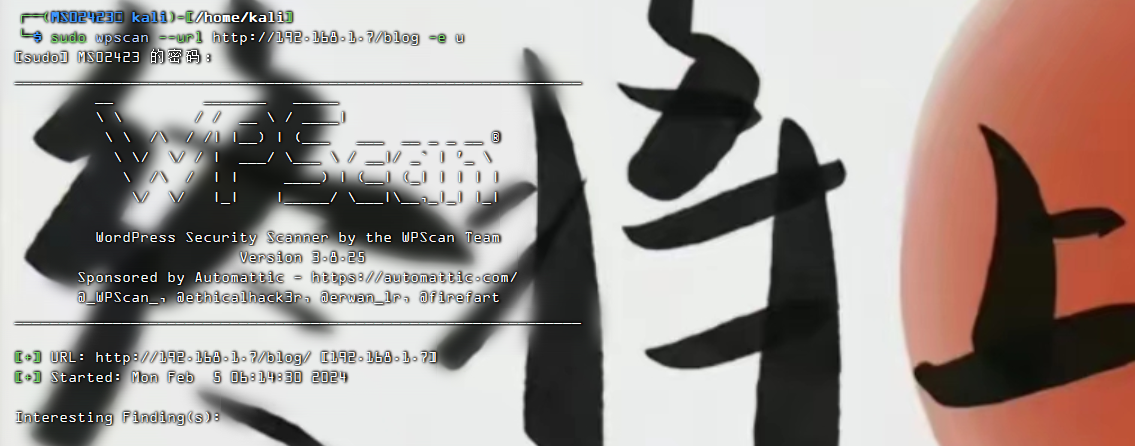 ┌──(MS02423㉿ kali)-[/home/kali]
└─$ sudo wpscan --url http://192.168.1.7/blog -e u
[sudo] MS02423 的密码：
_______________________________________________________________
         __          _______   _____
         \ \        / /  __ \ / ____|
          \ \  /\  / /| |__) | (___   ___  __ _ _ __ ®
           \ \/  \/ / |  ___/ \___ \ / __|/ _` | '_ \
            \  /\  /  | |     ____) | (__| (_| | | | |
             \/  \/   |_|    |_____/ \___|\__,_|_| |_|
         WordPress Security Scanner by the WPScan Team
                         Version 3.8.25
       Sponsored by Automattic - https://automattic.com/
       @_WPScan_, @ethicalhack3r, @erwan_lr, @firefart
_______________________________________________________________
[+] URL: http://192.168.1.7/blog/ [192.168.1.7]
[+] Started: Mon Feb  5 06:14:30 2024
Interesting Finding(s):